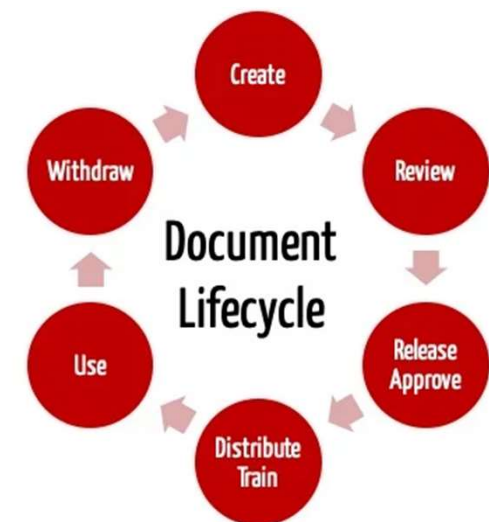 Create
Review
Release
Approve
Distribute
Train
Use
Withdraw
Document
Lifecycle